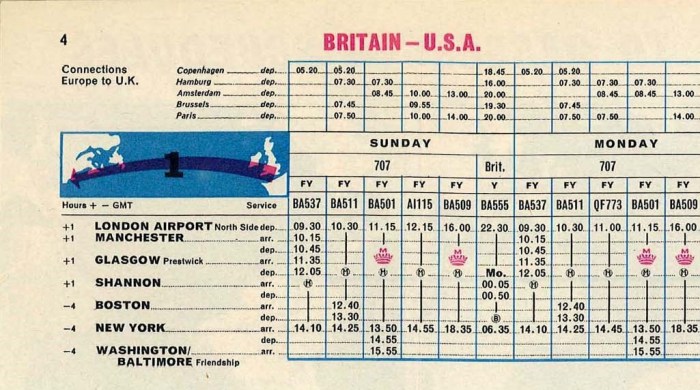 4
BRITAIN – U.S.A.
Connections Copenhagen dep. 05.20 05.20 18.45 05.20 05.20
Europe to U.K. Hamburg dep. 07.30 07.30 16.00 07.30 07.30 07.30
Amsterdam dep. 08.45 10.00 13.00 20.00 08.45 08.45 13.00
Brussels dep. 07.45 09.55 19.30 07.45
Paris dep. 07.50 10.00 14.00 20.00 07.50 07.50 14.00
SUNDAY MONDAY
1 707 Brit. 707
FY FY FY FY FY Y FY FY FY FY FY
Hours + – GMT Service BA537 BA511 BA501 AI115 BA509 BA555 BA537 BA511 QF773 BA501 BA509
+1 LONDON AIRPORT North Side dep. 09.30 10.30 11.15 12.15 16.00 22.30 09.30 10.30 11.00 11.15 16.00
+1 MANCHESTER arr. 10.15 10.15
dep. 10.45 M M 10.45 M M
+1 GLASGOW Prestwick arr. 11.35 11.35
dep. 12.05 H H H H Mo. 12.05 H H H H
+1 SHANNON arr. H 00.05 H
dep. 00.50
–4 BOSTON arr. 12.40 12.40
dep. 13.30 B 13.30
–4 NEW YORK arr. 14.10 14.25 13.50 14.55 18.35 06.35 14.10 14.25 14.45 13.50 18.35
dep. 14.55 14.55
–4 WASHINGTON/ arr. 15.55 15.55
BALTIMORE Friendship